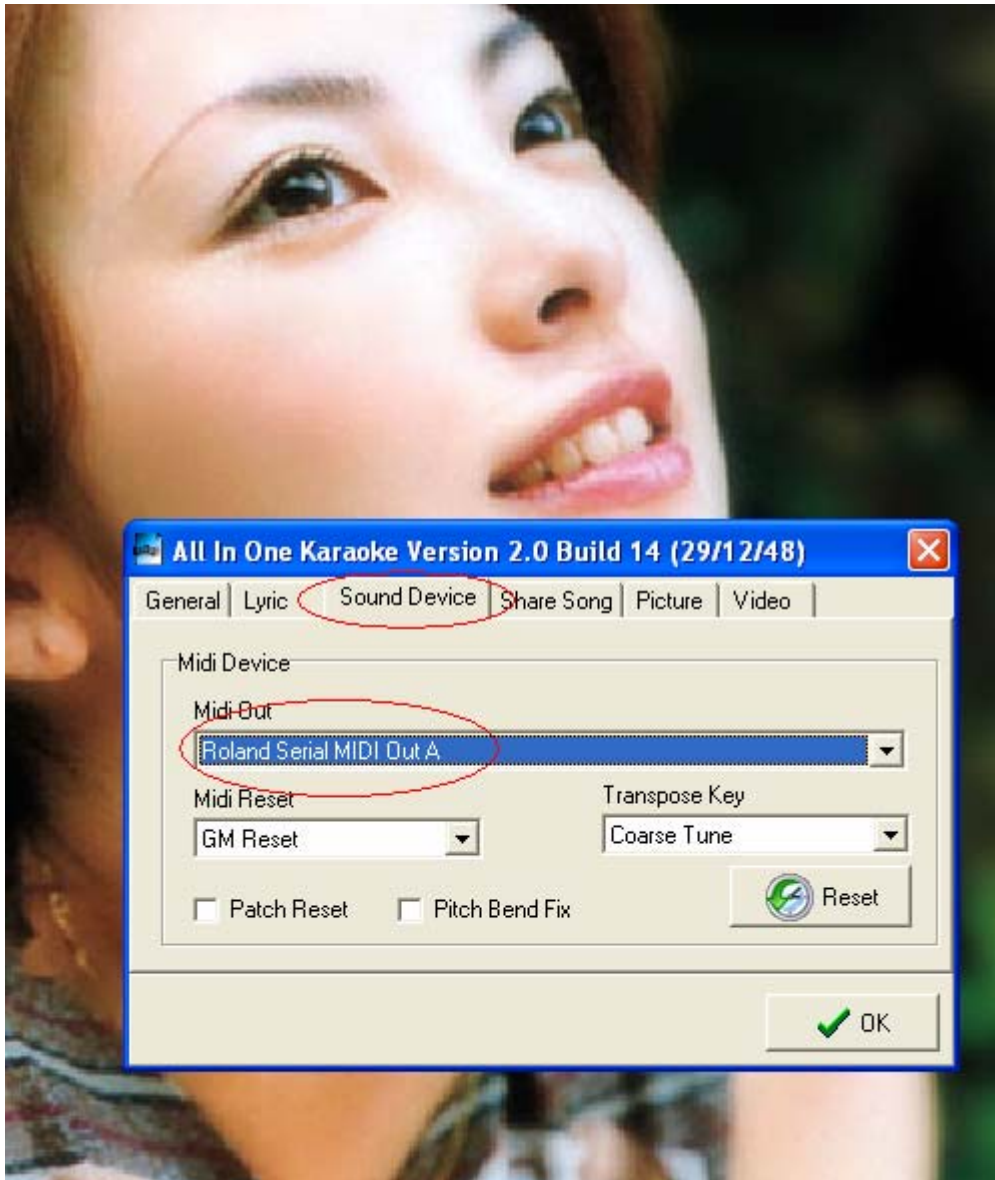 All In One Karaoke Version 2.0 Build 14 (29/12/48)
General Lyric Sound Device Share Song Picture Video
Midi Device
Midi Out
Roland Serial MIDI Out A
Midi Reset Transpose Key
GM Reset Coarse Tune
Patch Reset Pitch Bend Fix Reset
OK